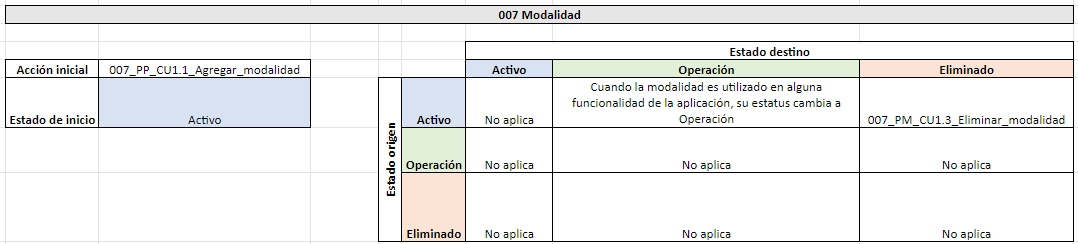 007 Modalidad
Estado destino
Acción inicial 007_PP_CU1.1_Agregar_modalidad
Activo Operación Eliminado
Estado de inicio Activo
Estado origen
Activo No aplica
Cuando la modalidad es utilizado en alguna
funcionalidad de la aplicación, su estatus cambia a
Operación
007_PM_CU1.3_Eliminar_modalidad
Operación No aplica No aplica No aplica
Eliminado No aplica No aplica No aplica